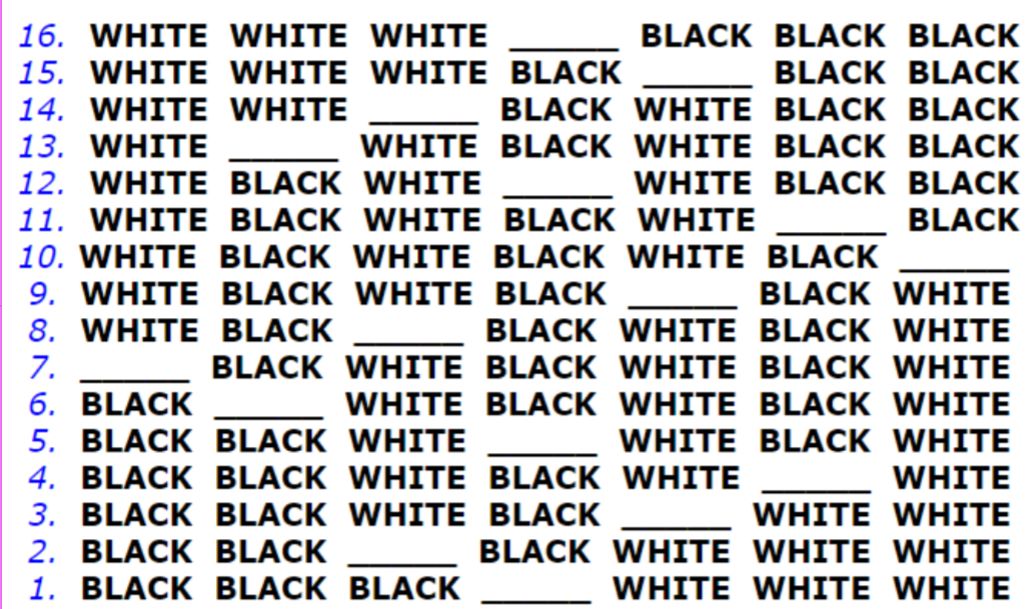 16. WHITE WHITE WHITE ______ BLACK BLACK BLACK
15. WHITE WHITE WHITE BLACK ______ BLACK BLACK
14. WHITE WHITE ______ BLACK WHITE BLACK BLACK
13. WHITE ______ WHITE BLACK WHITE BLACK BLACK
12. WHITE BLACK WHITE ______ WHITE BLACK BLACK
11. WHITE BLACK WHITE BLACK WHITE ______ BLACK
10. WHITE BLACK WHITE BLACK WHITE BLACK ______
9. WHITE BLACK WHITE BLACK ______ BLACK WHITE
8. WHITE BLACK ______ BLACK WHITE BLACK WHITE
7. ______ BLACK WHITE BLACK WHITE BLACK WHITE
6. BLACK ______ WHITE BLACK WHITE BLACK WHITE
5. BLACK BLACK WHITE ______ WHITE BLACK WHITE
4. BLACK BLACK WHITE BLACK WHITE ______ WHITE
3. BLACK BLACK WHITE BLACK ______ WHITE WHITE
2. BLACK BLACK ______ BLACK WHITE WHITE WHITE
1. BLACK BLACK BLACK ______ WHITE WHITE WHITE